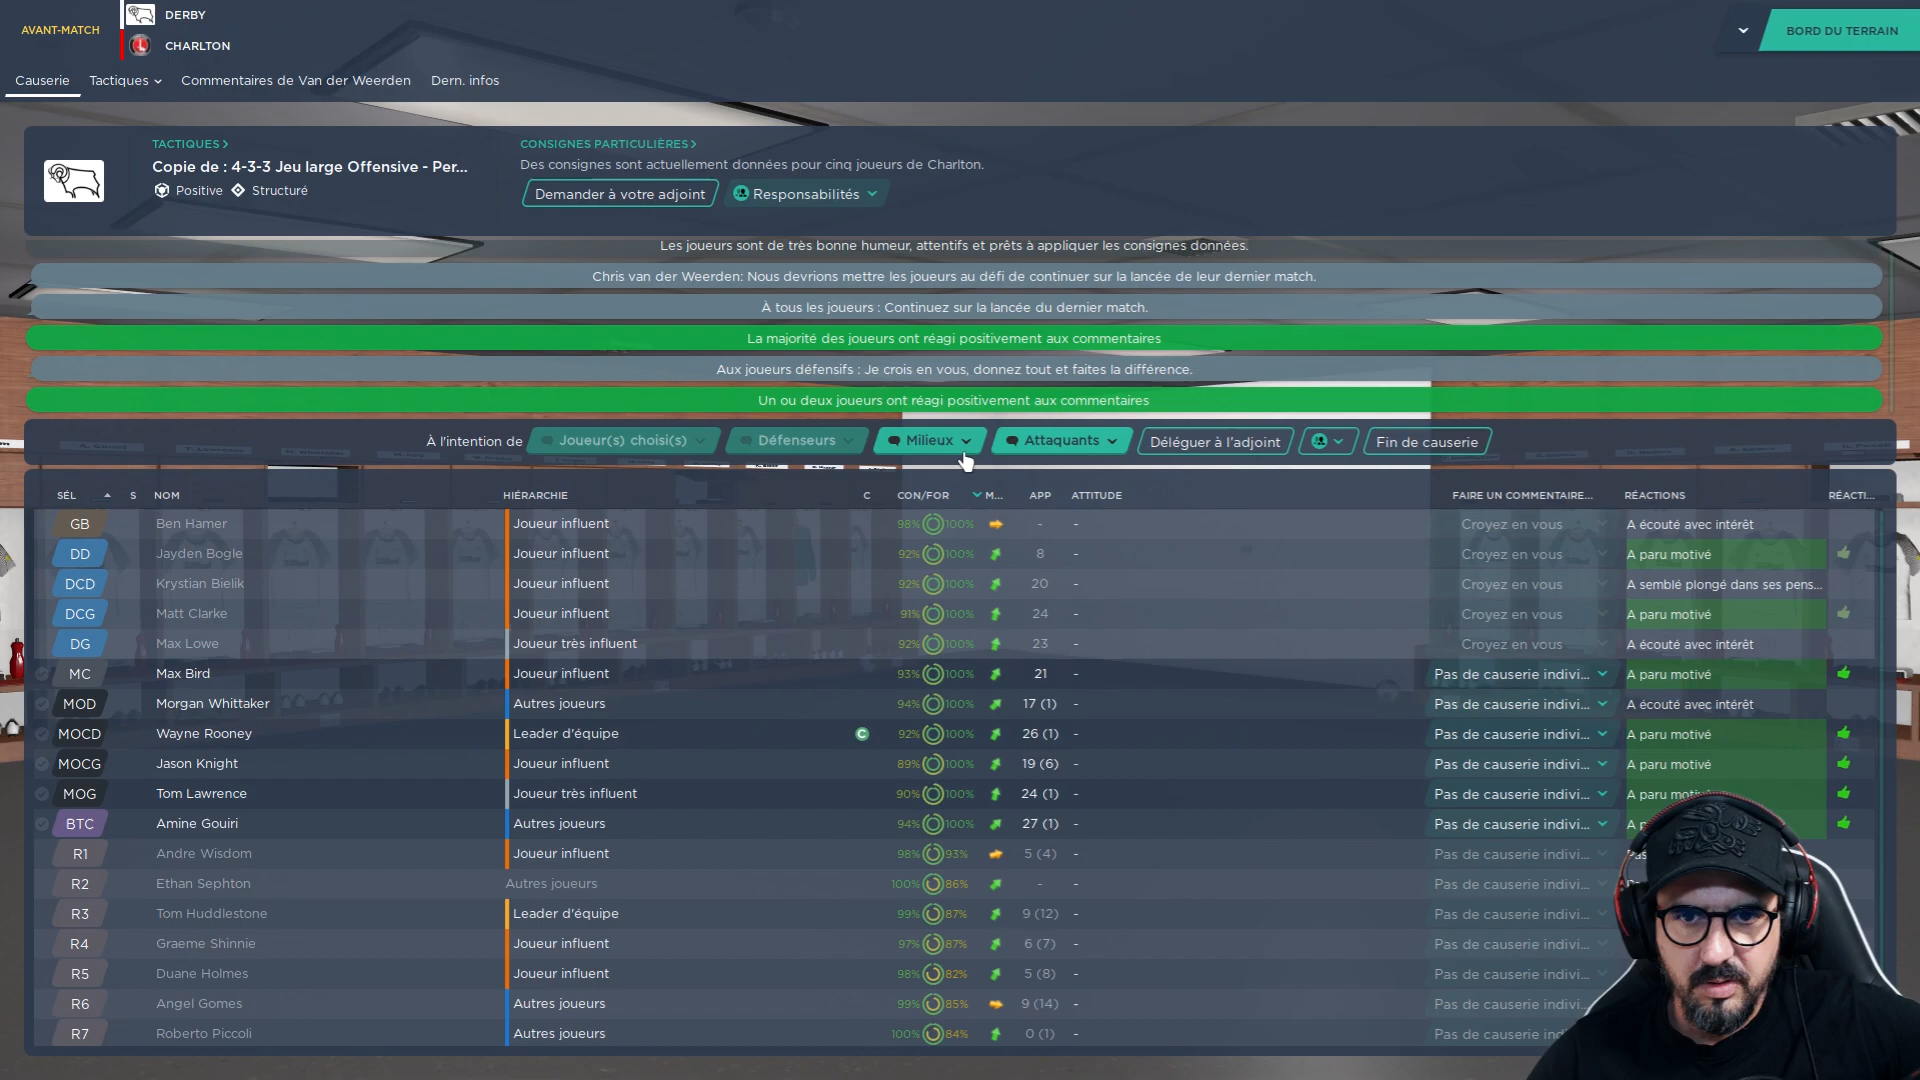 AVANT-MATCH
DERBY
CHARLTON
BORD DU TERRAIN
Causerie Tactiques Commentaires de Van der Weerden Dern. infos
TACTIQUES
Copie de : 4-3-3 Jeu large Offensive - Per...
Positive Structuré
CONSIGNES PARTICULIÈRES
Des consignes sont actuellement données pour cinq joueurs de Charlton.
Demander à votre adjoint Responsabilités
Les joueurs sont de très bonne humeur, attentifs et prêts à appliquer les consignes données.
Chris van der Weerden: Nous devrions mettre les joueurs au défi de continuer sur la lancée de leur dernier match.
À tous les joueurs : Continuez sur la lancée du dernier match.
La majorité des joueurs ont réagi positivement aux commentaires
Aux joueurs défensifs : Je crois en vous, donnez tout et faites la différence.
Un ou deux joueurs ont réagi positivement aux commentaires
À l'intention de Joueur(s) choisi(s) Défenseurs Milieux Attaquants Déléguer à l'adjoint Fin de causerie
SÉL S NOM HIÉRARCHIE C CON/FOR M... APP ATTITUDE FAIRE UN COMMENTAIRE... RÉACTIONS RÉACTI...
GB Ben Hamer Joueur influent 98% 100% - - Croyez en vous A écouté avec intérêt
DD Jayden Bogle Joueur influent 92% 100% 8 - Croyez en vous A paru motivé
DCD Krystian Bielik Joueur influent 92% 100% 20 - Croyez en vous A semblé plongé dans ses pens...
DCG Matt Clarke Joueur influent 91% 100% 24 - Croyez en vous A paru motivé
DG Max Lowe Joueur très influent 92% 100% 23 - Croyez en vous A écouté avec intérêt
MC Max Bird Joueur influent 93% 100% 21 - Pas de causerie indivi... A paru motivé
MOD Morgan Whittaker Autres joueurs 94% 100% 17 (1) - Pas de causerie indivi... A écouté avec intérêt
MOCD Wayne Rooney Leader d'équipe C 92% 100% 26 (1) - Pas de causerie indivi... A paru motivé
MOCG Jason Knight Joueur influent 89% 100% 19 (6) - Pas de causerie indivi... A paru motivé
MOG Tom Lawrence Joueur très influent 90% 100% 24 (1) - Pas de causerie indivi... A paru
BTC Amine Gouiri Autres joueurs 94% 100% 27 (1) - Pas de causerie indivi... A
R1 Andre Wisdom Joueur influent 98% 93% 5 (4) - Pas de causerie indivi...
R2 Ethan Sephton Autres joueurs 100% 86% - - Pas de causerie indivi...
R3 Tom Huddlestone Leader d'équipe 99% 87% 9 (12) - Pas de causerie indivi...
R4 Graeme Shinnie Joueur influent 97% 87% 6 (7) - Pas de causerie indivi...
R5 Duane Holmes Joueur influent 98% 82% 5 (8) - Pas de causerie indivi...
R6 Angel Gomes Autres joueurs 99% 85% 9 (14) - Pas de causerie indivi...
R7 Roberto Piccoli Autres joueurs 100% 84% 0 (1) - Pas de causerie